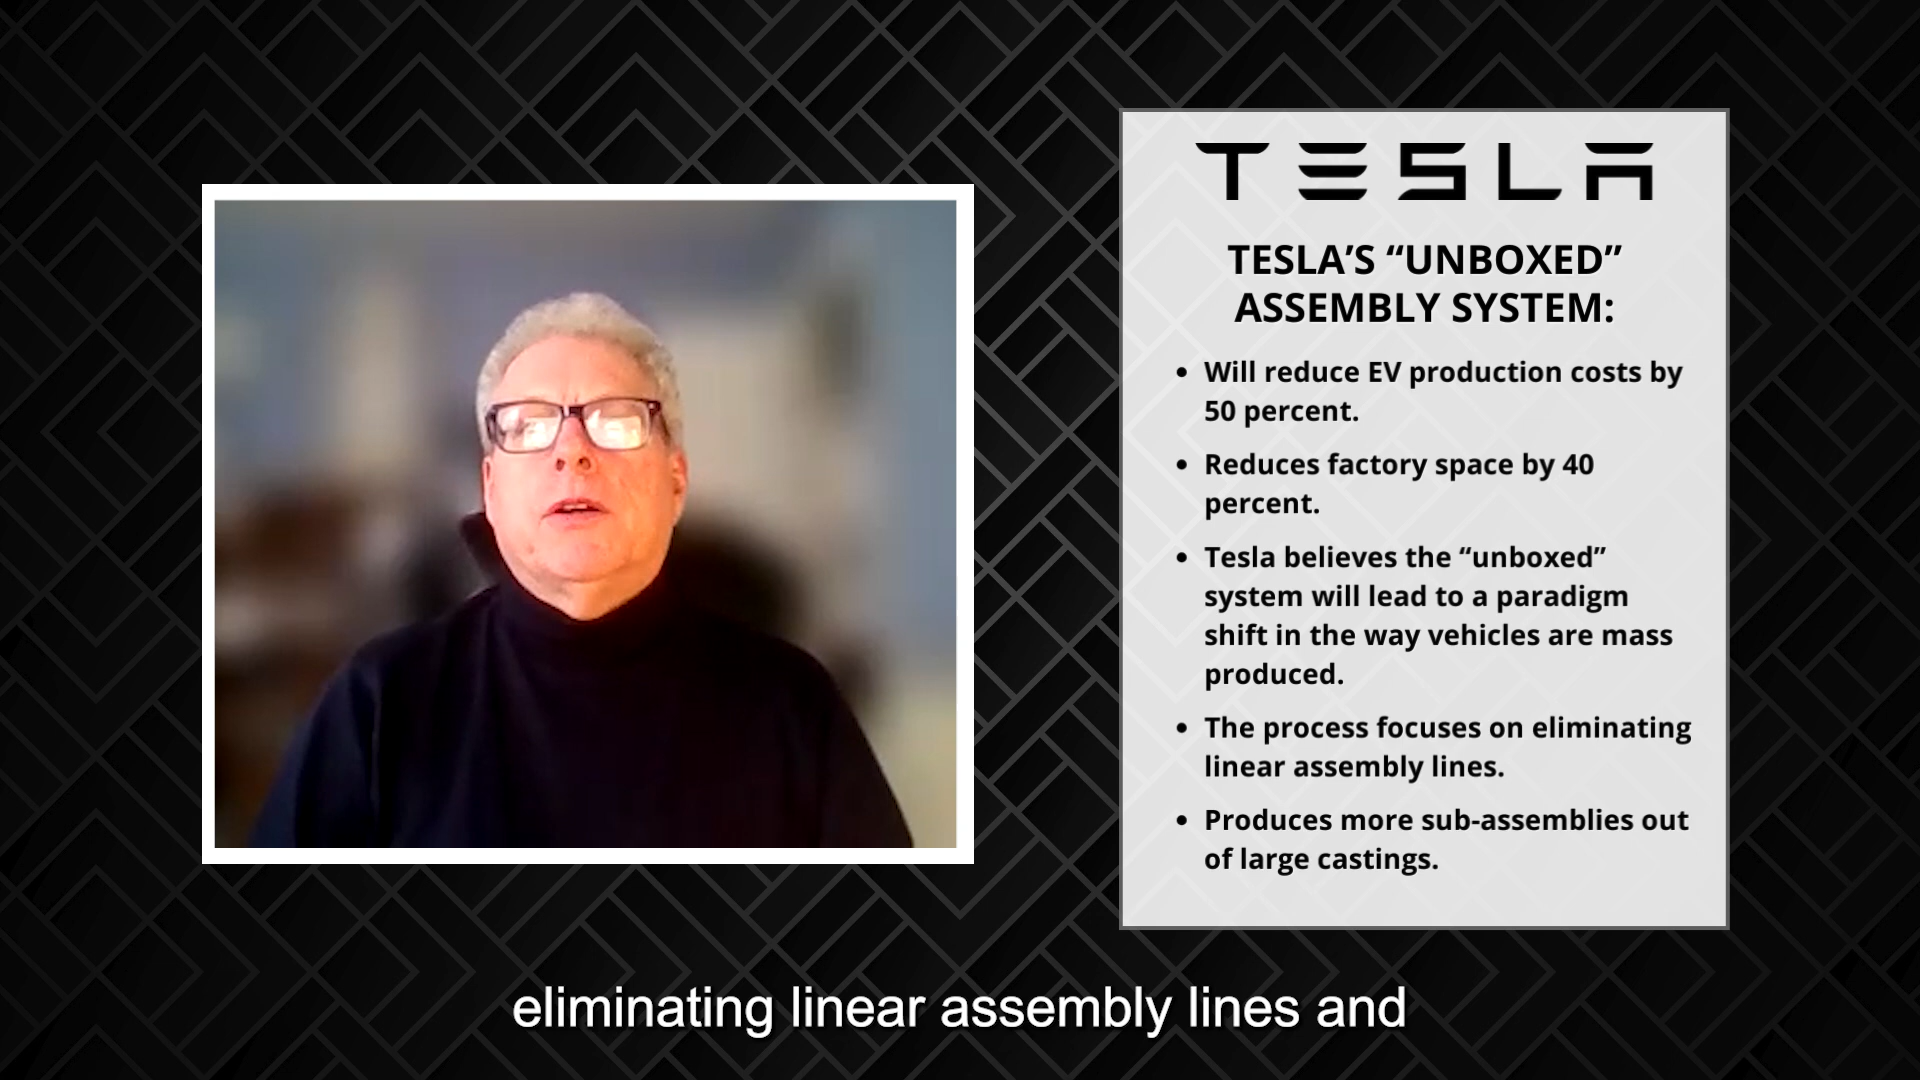 TESLA
TESLA’S “UNBOXED”
ASSEMBLY SYSTEM:
• Will reduce EV production costs by
50 percent.
• Reduces factory space by 40
percent.
• Tesla believes the “unboxed”
system will lead to a paradigm
shift in the way vehicles are mass
produced.
• The process focuses on eliminating
linear assembly lines.
• Produces more sub-assemblies out
of large castings.
eliminating linear assembly lines and